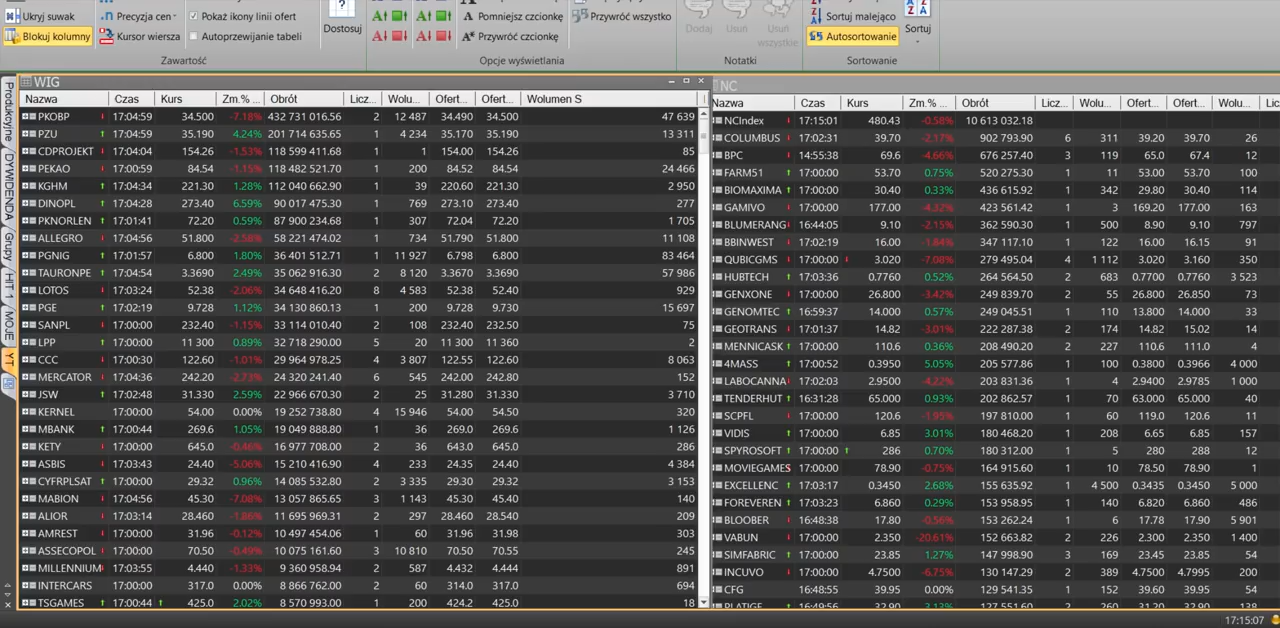 Ukryj suwak
Precyzja cen
Pokaż ikony linii ofert
Blokuj kolumny
Kursor wiersza
Autoprzewijanie tabeli
Dostosuj
Pomniejsz czcionkę
Przywróć wszystko
Przywróć czcionkę
Dodaj
Usuń
Usuń wszystkie
Sortuj malejąco
Autosortowanie
Sortuj
Zawartość
Opcje wyświetlania
Notatki
Sortowanie
Produkcyjne
DYWIDENDA
Grupy
HIT 1
MOJE
YT
WIG
Nazwa Czas Kurs Zm.% ... Obrót Licz... Wolu... Ofert... Ofert... Wolumen S
PKOBP 17:04:59 34.500 -7.18% 432 731 016.56 2 12 487 34.490 34.500 47 639
PZU 17:04:59 35.190 4.24% 201 714 635.65 1 4 234 35.170 35.190 13 311
CDPROJEKT 17:04:04 154.26 -1.53% 118 599 411.68 1 1 154.00 154.26 85
PEKAO 17:00:59 84.54 -1.15% 118 482 521.70 1 200 84.52 84.54 24 466
KGHM 17:04:34 221.30 1.28% 112 040 662.90 1 39 220.60 221.30 2 950
DINOPL 17:04:28 273.40 6.59% 90 017 475.30 1 769 273.10 273.40 277
PKNORLEN 17:01:41 72.20 0.59% 87 900 234.68 1 307 72.04 72.20 1 705
ALLEGRO 17:04:56 51.800 -2.58% 58 221 474.02 1 734 51.790 51.800 11 108
PGNIG 17:01:57 6.800 1.80% 36 401 512.71 1 11 927 6.798 6.800 83 464
TAURONPE 17:04:54 3.3690 2.49% 35 062 916.30 2 8 120 3.3670 3.3690 57 986
LOTOS 17:03:24 52.38 -2.06% 34 648 416.20 8 4 583 52.38 52.40 929
PGE 17:02:19 9.728 1.12% 34 130 860.13 1 200 9.728 9.730 15 697
SANPL 17:00:00 232.40 -1.15% 33 114 010.40 2 108 232.40 232.50 75
LPP 17:00:00 11 300 0.89% 32 718 290.00 5 20 11 300 11 360 2
CCC 17:00:30 122.60 -1.01% 29 964 978.25 4 3 807 122.55 122.60 8 063
MERCATOR 17:04:36 242.20 -2.73% 24 320 241.40 6 545 242.00 242.80 152
JSW 17:02:48 31.330 2.59% 22 966 670.30 2 25 31.280 31.330 3 710
KERNEL 17:00:00 54.00 0.00% 19 252 738.80 4 15 946 54.00 54.50 320
MBANK 17:00:44 269.6 1.05% 19 049 888.80 1 36 269.0 269.6 1 126
KETY 17:00:00 645.0 -0.46% 16 977 708.00 2 36 643.0 645.0 286
ASBIS 17:03:43 24.40 -5.06% 15 210 416.90 4 233 24.35 24.40 4 384
CYFRPLSAT 17:00:00 29.32 0.96% 14 085 532.80 2 3 335 29.30 29.32 3 153
MABION 17:04:56 45.30 -7.08% 13 057 865.65 3 1 143 45.30 45.40 140
ALIOR 17:03:14 28.460 -1.86% 11 695 969.31 2 297 28.460 28.540 209
AMREST 17:00:00 31.96 -0.12% 10 497 454.06 1 60 31.96 31.98 303
ASSECOPOL 17:00:00 70.50 -0.49% 10 075 161.60 3 10 810 70.50 70.55 245
MILLENNIUM 17:03:55 4.440 -1.33% 9 360 958.94 2 587 4.432 4.444 891
INTERCARS 17:00:00 317.0 0.00% 8 866 762.00 2 60 314.0 317.0 694
TSGAMES 17:00:44 425.0 2.02% 8 570 993.00 1 200 424.2 425.0 18
NC
Nazwa Czas Kurs Zm.% ... Obrót Licz... Wolu... Ofert... Ofert... Wolu... Licz
NCIndex 17:15:01 480.43 -0.58% 10 613 032.18
COLUMBUS 17:02:31 39.70 -2.17% 902 793.90 6 311 39.20 39.70 26
BPC 14:55:38 69.6 -4.66% 676 257.40 3 119 65.0 67.4 12
FARM51 17:00:00 53.70 0.75% 520 275.30 1 11 53.00 53.70 100
BIOMAXIMA 17:00:00 30.40 0.33% 436 615.92 1 342 29.80 30.40 114
GAMIVO 17:00:00 177.00 -4.32% 423 561.42 1 3 169.20 177.00 163
BLUMERANG 16:44:05 9.10 -2.15% 362 590.30 1 500 8.90 9.10 797
BBINWEST 17:02:19 16.00 -1.84% 347 117.10 1 122 16.00 16.15 91
QUBICGMS 17:00:00 3.020 -7.08% 279 495.04 4 1 112 3.020 3.160 350
HUBTECH 17:03:36 0.7760 0.52% 264 564.50 2 683 0.7700 0.7760 3 523
GENXONE 17:00:00 26.800 -3.42% 249 839.70 2 55 26.800 26.850 73
GENOMTEC 16:59:37 14.000 0.57% 249 045.51 1 110 13.800 14.000 33
GEOTRANS 17:01:37 14.82 -3.01% 222 287.38 2 174 14.82 15.02 14
MENNICASK 17:00:00 110.6 0.36% 208 490.20 2 227 110.6 111.0 4
4MASS 17:00:52 0.3950 5.05% 205 577.86 1 100 0.3800 0.3966 4 000
LABOCANNA 17:02:03 2.9500 -4.22% 203 831.36 1 4 2.9400 2.9785 1 000
TENDERHUT 16:31:28 65.000 0.93% 202 862.57 1 70 63.000 65.000 40
SCPFL 17:00:00 120.6 -1.95% 197 810.00 1 60 119.0 120.6 11
VIDIS 17:00:00 6.85 3.01% 180 468.20 1 208 6.65 6.85 157
SPYROSOFT 17:00:00 286 0.70% 180 312.00 1 5 280 288 12
MOVIEGAMES 17:00:00 78.90 -0.75% 164 915.60 1 10 78.50 78.90 1
EXCELLENC 17:03:17 0.3450 2.68% 155 635.92 1 4 500 0.3435 0.3450 5 000
FOREVEREN 17:03:23 6.860 0.29% 153 958.95 1 140 6.820 6.860 486
BLOOBER 16:48:38 17.80 -0.56% 153 262.24 1 6 17.78 17.90 5 901
VABUN 17:00:00 2.350 -20.61% 152 663.82 2 226 2.300 2.350 1 400
SIMFABRIC 17:00:00 23.85 1.27% 147 998.90 3 169 23.45 23.85 54
INCUVO 17:00:00 4.7500 -6.75% 130 147.29 2 389 4.7500 4.7995 200
CFG 16:48:55 39.95 0.00% 129 541.35 1 152 39.60 39.95 54
PLATIGE 16:49:56 32.90 3.13% 127 551.60 2 260 31.20 32.90 138
17:15:07